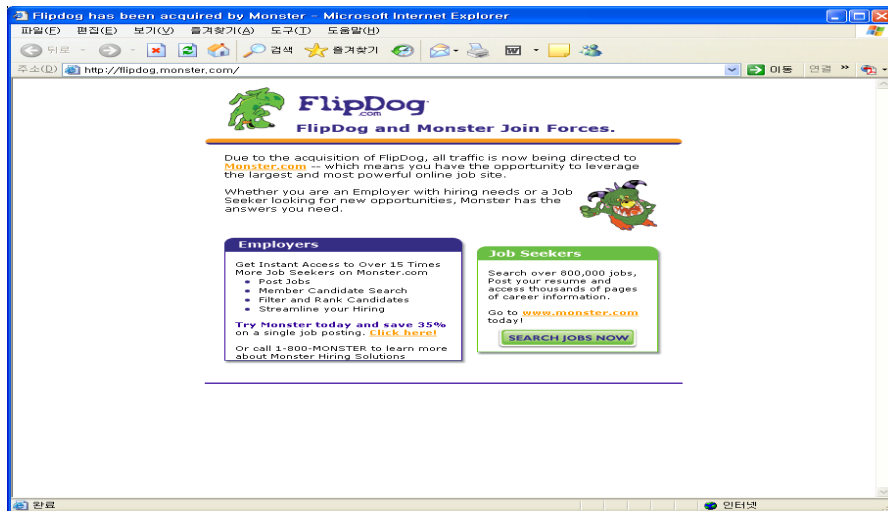 Flipdog has been acquired by Monster - Microsoft Internet Explorer
파일(F) 편집(E) 보기(V) 즐겨찾기(A) 도구(T) 도움말(H)
뒤로 검색 즐겨찾기
주소(D) http://flipdog.monster.com/ 이동 연결 »
FlipDog
.com
FlipDog and Monster Join Forces.
Due to the acquisition of FlipDog, all traffic is now being directed to
Monster.com -- which means you have the opportunity to leverage
the largest and most powerful online job site.
Whether you are an Employer with hiring needs or a Job
Seeker looking for new opportunities, Monster has the
answers you need.
Employers
Get Instant Access to Over 15 Times
More Job Seekers on Monster.com
• Post Jobs
• Member Candidate Search
• Filter and Rank Candidates
• Streamline your Hiring
Try Monster today and save 35%
on a single job posting. Click here!
Or call 1-800-MONSTER to learn more
about Monster Hiring Solutions
Job Seekers
Search over 800,000 jobs,
Post your resume and
access thousands of pages
of career information.
Go to www.monster.com
today!
SEARCH JOBS NOW
완료 인터넷